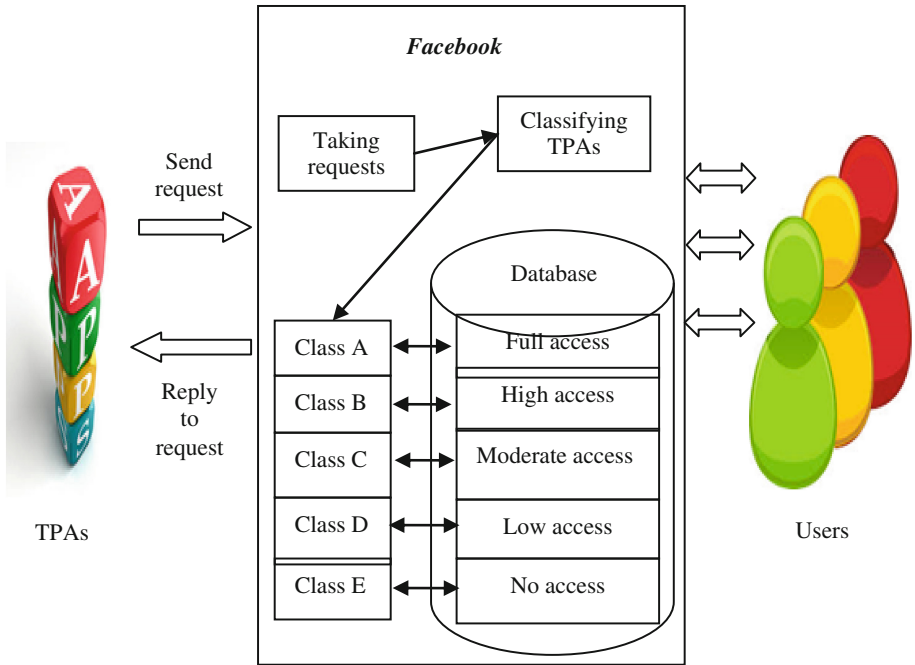 Facebook
Taking
requests
Classifying
TPAs
Send
request
Reply
to
request
A
A
A
P
P
P
P
S
TPAs
Database
Class A
Full access
Class B
High access
Class C
Moderate access
Class D
Low access
Class E
No access
Users